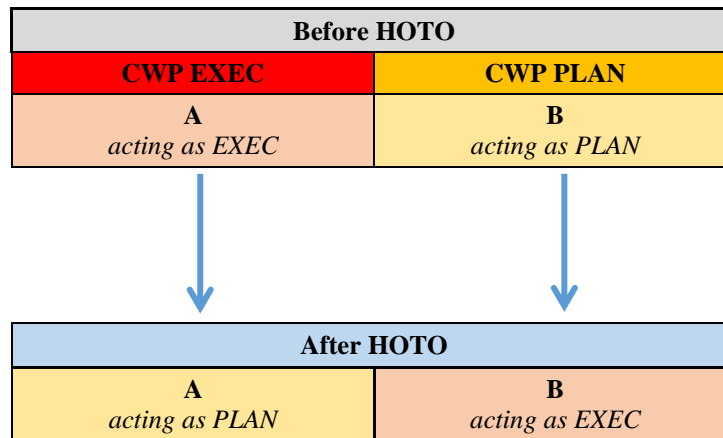 Before HOTO
CWP EXEC
CWP PLAN
A
acting as EXEC
B
acting as PLAN
After HOTO
A
acting as PLAN
B
acting as EXEC